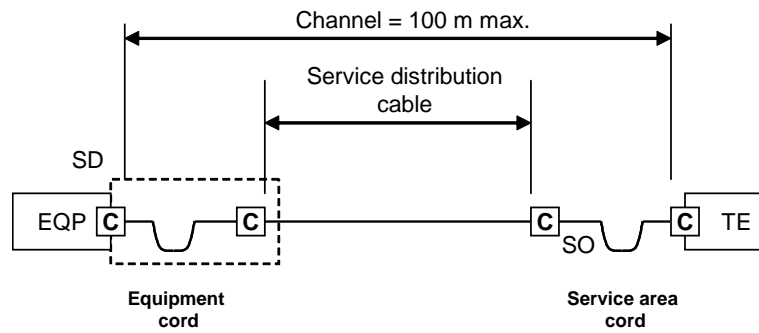 Channel = 100 m max.
Service distribution
cable
SD
EQP
C
C
C
C
TE
SO
Equipment
cord
Service area
cord